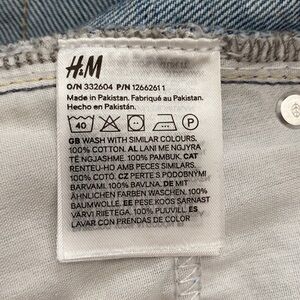 H&M
O/N 332604 P/N 12662611
Made in Pakistan. Fabriqué au Pakistan.
Hecho en Pakistán.
40
P
GB WASH WITH SIMILAR COLOURS.
100% COTTON. AL LANI ME NGJYRA
TË NGJASHME. 100% PAMBUK. CAT
RENTEU-HO AMB PECES SIMILARS.
100% COTÓ. CZ PERTE S PODOBNÝMI
BARVAMI. 100% BAVLNA. DE MIT
ÄHNLICHEN FARBEN WASCHEN. 100%
BAUMWOLLE. EE PESE KOOS SARNAST
VÄRVI RIIETEGA. 100% PUUVILL. ES
LAVAR CON PRENDAS DE COLOR